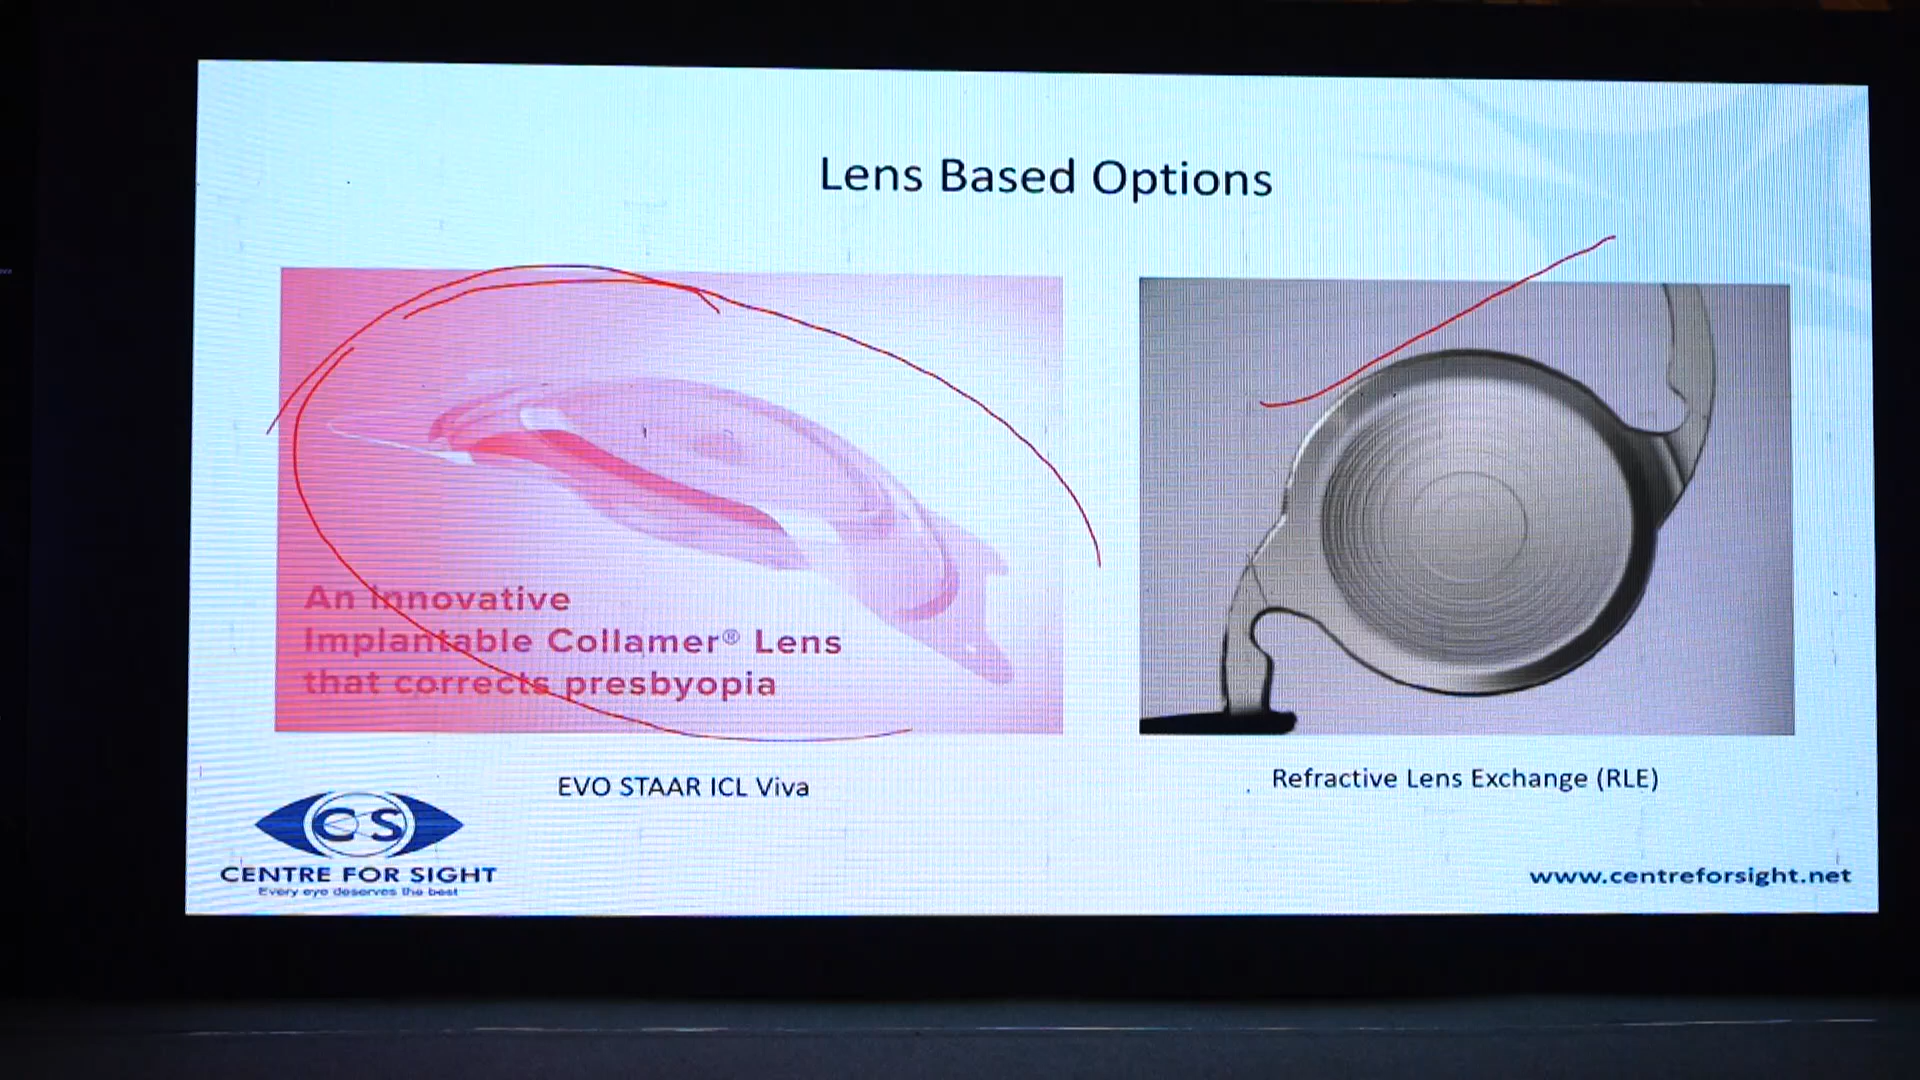 Lens Based Options
An Innovative
Implantable Collamer® Lens
that corrects presbyopia
EVO STAAR ICL Viva
Refractive Lens Exchange (RLE)
CS
CENTRE FOR SIGHT
Every eye deserves the best
www.centreforsight.net